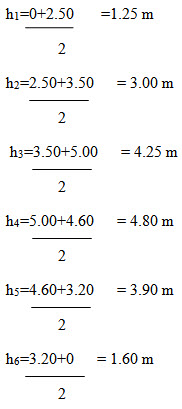 h1=0+2.50 =1.25 m
2
h2=2.50+3.50 = 3.00 m
2
h3=3.50+5.00 = 4.25 m
2
h4=5.00+4.60 = 4.80 m
2
h5=4.60+3.20 = 3.90 m
2
h6=3.20+0 = 1.60 m
2